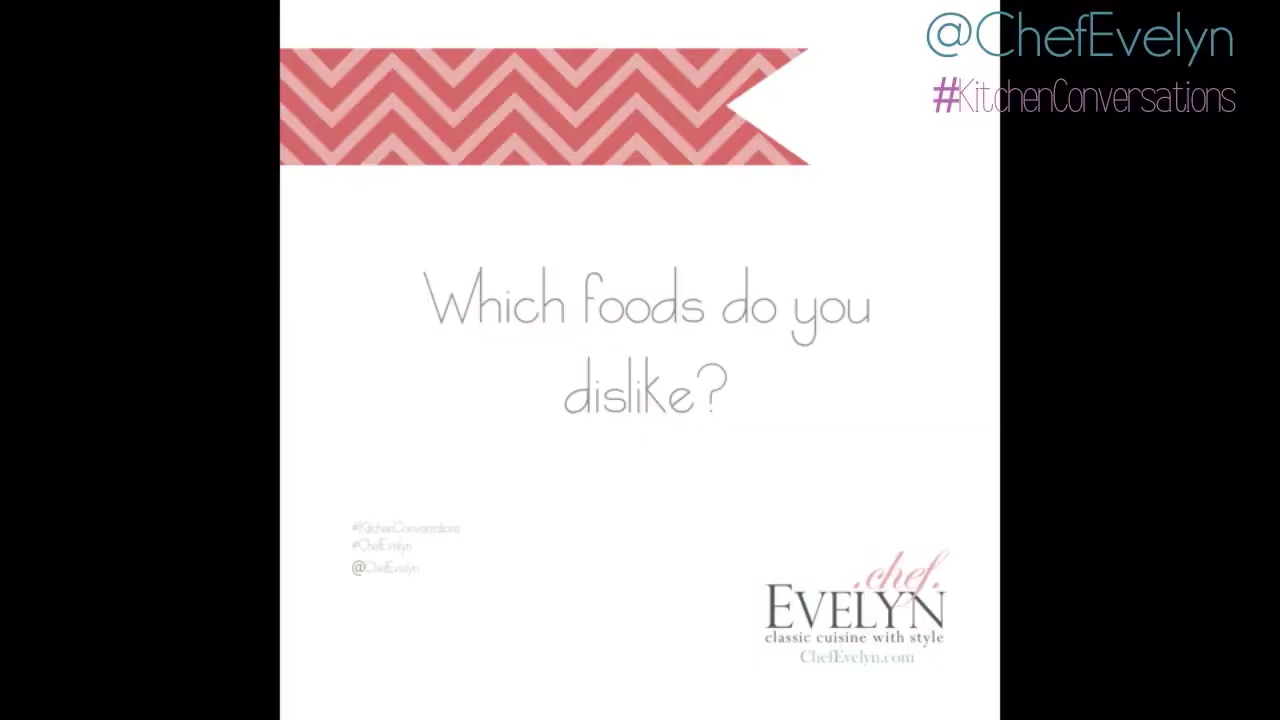 @ChefEvelyn
#KitchenConversations
Which foods do you
dislike?
#KitchenConversations
#ChefEvelyn
@ChefEvelyn
.chef.
EVELYN
classic cuisine with style
ChefEvelyn.com